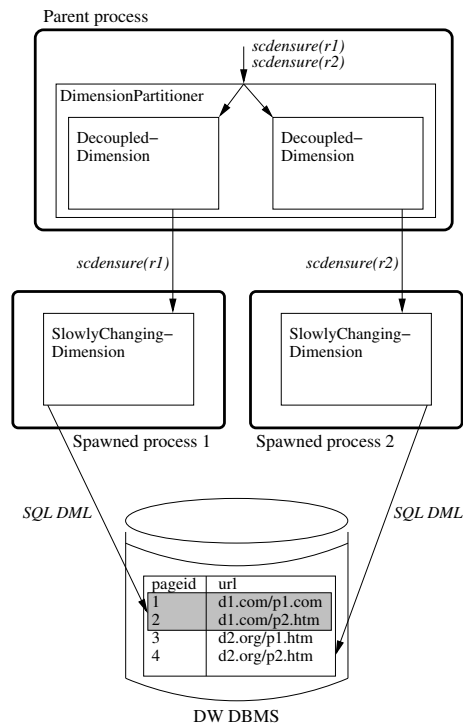 Parent process
scdensure(r1)
scdensure(r2)
DimensionPartitioner
Decoupled−
Dimension
Decoupled−
Dimension
scdensure(r1)
scdensure(r2)
SlowlyChanging−
Dimension
SlowlyChanging−
Dimension
Spawned process 1
Spawned process 2
SQL DML
SQL DML
pageid url
1 d1.com/p1.com
2 d1.com/p2.htm
3 d2.org/p1.htm
4 d2.org/p2.htm
DW DBMS